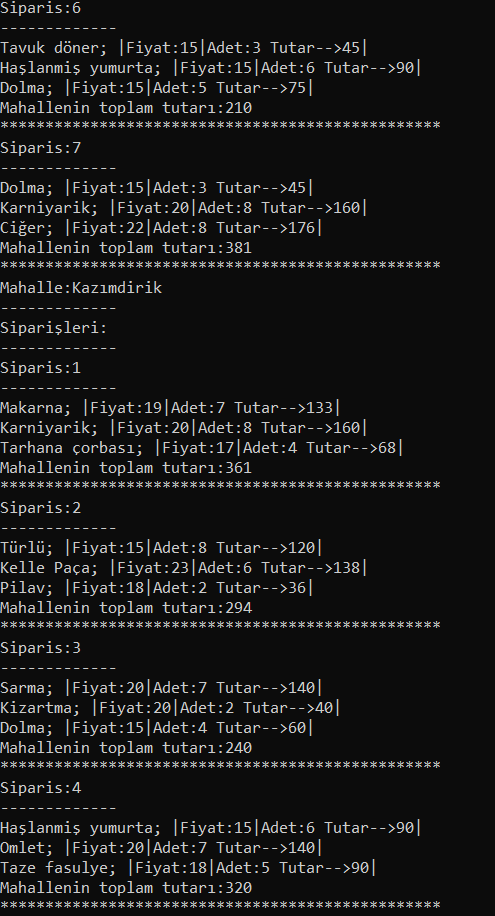 Siparis:6
-------------
Tavuk döner; |Fiyat:15|Adet:3 Tutar-->45|
Haşlanmiş yumurta; |Fiyat:15|Adet:6 Tutar-->90|
Dolma; |Fiyat:15|Adet:5 Tutar-->75|
Mahallenin toplam tutarı:210
*************************************************
Siparis:7
-------------
Dolma; |Fiyat:15|Adet:3 Tutar-->45|
Karniyarik; |Fiyat:20|Adet:8 Tutar-->160|
Ciğer; |Fiyat:22|Adet:8 Tutar-->176|
Mahallenin toplam tutarı:381
*************************************************
Mahalle:Kazımdirik
-------------
Siparişleri:
-------------
Siparis:1
-------------
Makarna; |Fiyat:19|Adet:7 Tutar-->133|
Karniyarik; |Fiyat:20|Adet:8 Tutar-->160|
Tarhana çorbası; |Fiyat:17|Adet:4 Tutar-->68|
Mahallenin toplam tutarı:361
*************************************************
Siparis:2
-------------
Türlü; |Fiyat:15|Adet:8 Tutar-->120|
Kelle Paça; |Fiyat:23|Adet:6 Tutar-->138|
Pilav; |Fiyat:18|Adet:2 Tutar-->36|
Mahallenin toplam tutarı:294
*************************************************
Siparis:3
-------------
Sarma; |Fiyat:20|Adet:7 Tutar-->140|
Kizartma; |Fiyat:20|Adet:2 Tutar-->40|
Dolma; |Fiyat:15|Adet:4 Tutar-->60|
Mahallenin toplam tutarı:240
*************************************************
Siparis:4
-------------
Haşlanmiş yumurta; |Fiyat:15|Adet:6 Tutar-->90|
Omlet; |Fiyat:20|Adet:7 Tutar-->140|
Taze fasulye; |Fiyat:18|Adet:5 Tutar-->90|
Mahallenin toplam tutarı:320
*************************************************